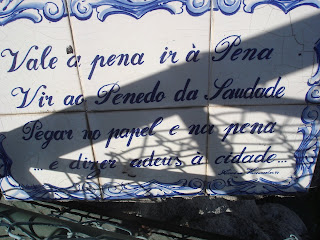 Vale a pena ir à Pena
Vir ao Penedo da Saudade
Pegar no papel e na pena
... e dizer adeus à cidade...